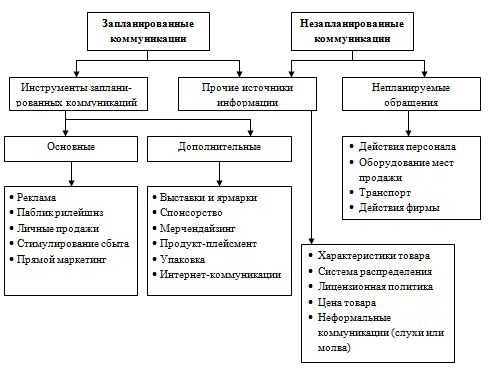 Запланированные
коммуникации
Незапланированные
коммуникации
Инструменты заплани-
рованных коммуникаций
Прочие источники
информации
Непланируемые
обращения
Основные
Дополнительные
• Действия персонала
• Оборудование мест
продажи
• Транспорт
• Действия фирмы
• Реклама
• Паблик рилейшнз
• Личные продажи
• Стимулирование сбыта
• Прямой маркетинг
• Выставки и ярмарки
• Спонсорство
• Мерчендайзинг
• Продукт-плейсмент
• Упаковка
• Интернет-коммуникации
• Характеристики товара
• Система распределения
• Лицензионная политика
• Цена товара
• Неформальные
коммуникации (слухи или
молва)